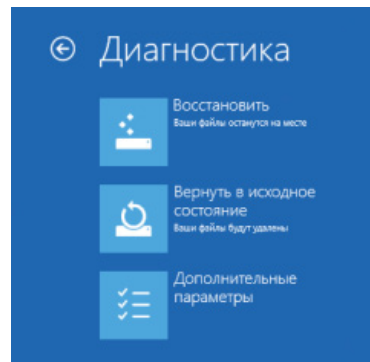 Диагностика
Восстановить
Ваши файлы останутся на месте
Вернуть в исходное
состояние
Ваши файлы будут удалены
Дополнительные
параметры